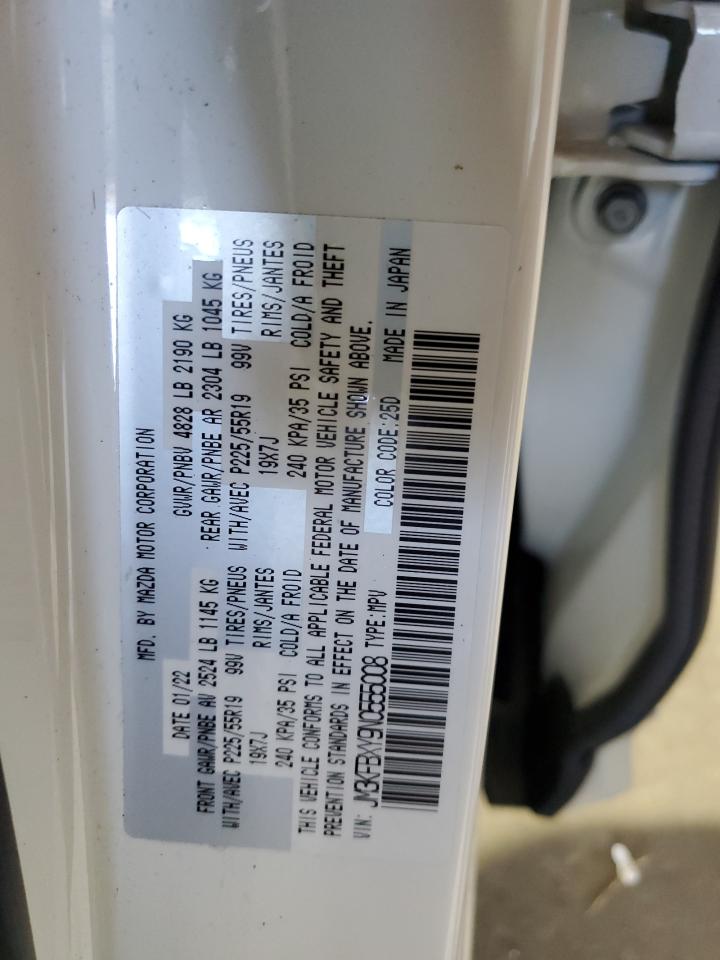 MFD. BY MAZDA MOTOR CORPORATION
DATE 01/22 GVWR/PNBV 4828 LB 2190 KG
FRONT GAWR/PNBE AV 2524 LB 1145 KG REAR GAWR/PNBE AR 2304 LB 1045 KG
WITH/AVEC P225/55R19 99V TIRES/PNEUS WITH/AVEC P225/55R19 99V TIRES/PNEUS
19X7J RIMS/JANTES 19X7J RIMS/JANTES
240 KPA/35 PSI COLD/A FROID 240 KPA/35 PSI COLD/A FROID
THIS VEHICLE CONFORMS TO ALL APPLICABLE FEDERAL MOTOR VEHICLE SAFETY AND THEFT
PREVENTION STANDARDS IN EFFECT ON THE DATE OF MANUFACTURE SHOWN ABOVE.
VIN: JM3KFBXY9N0555008 TYPE:MPV COLOR CODE:25D MADE IN JAPAN